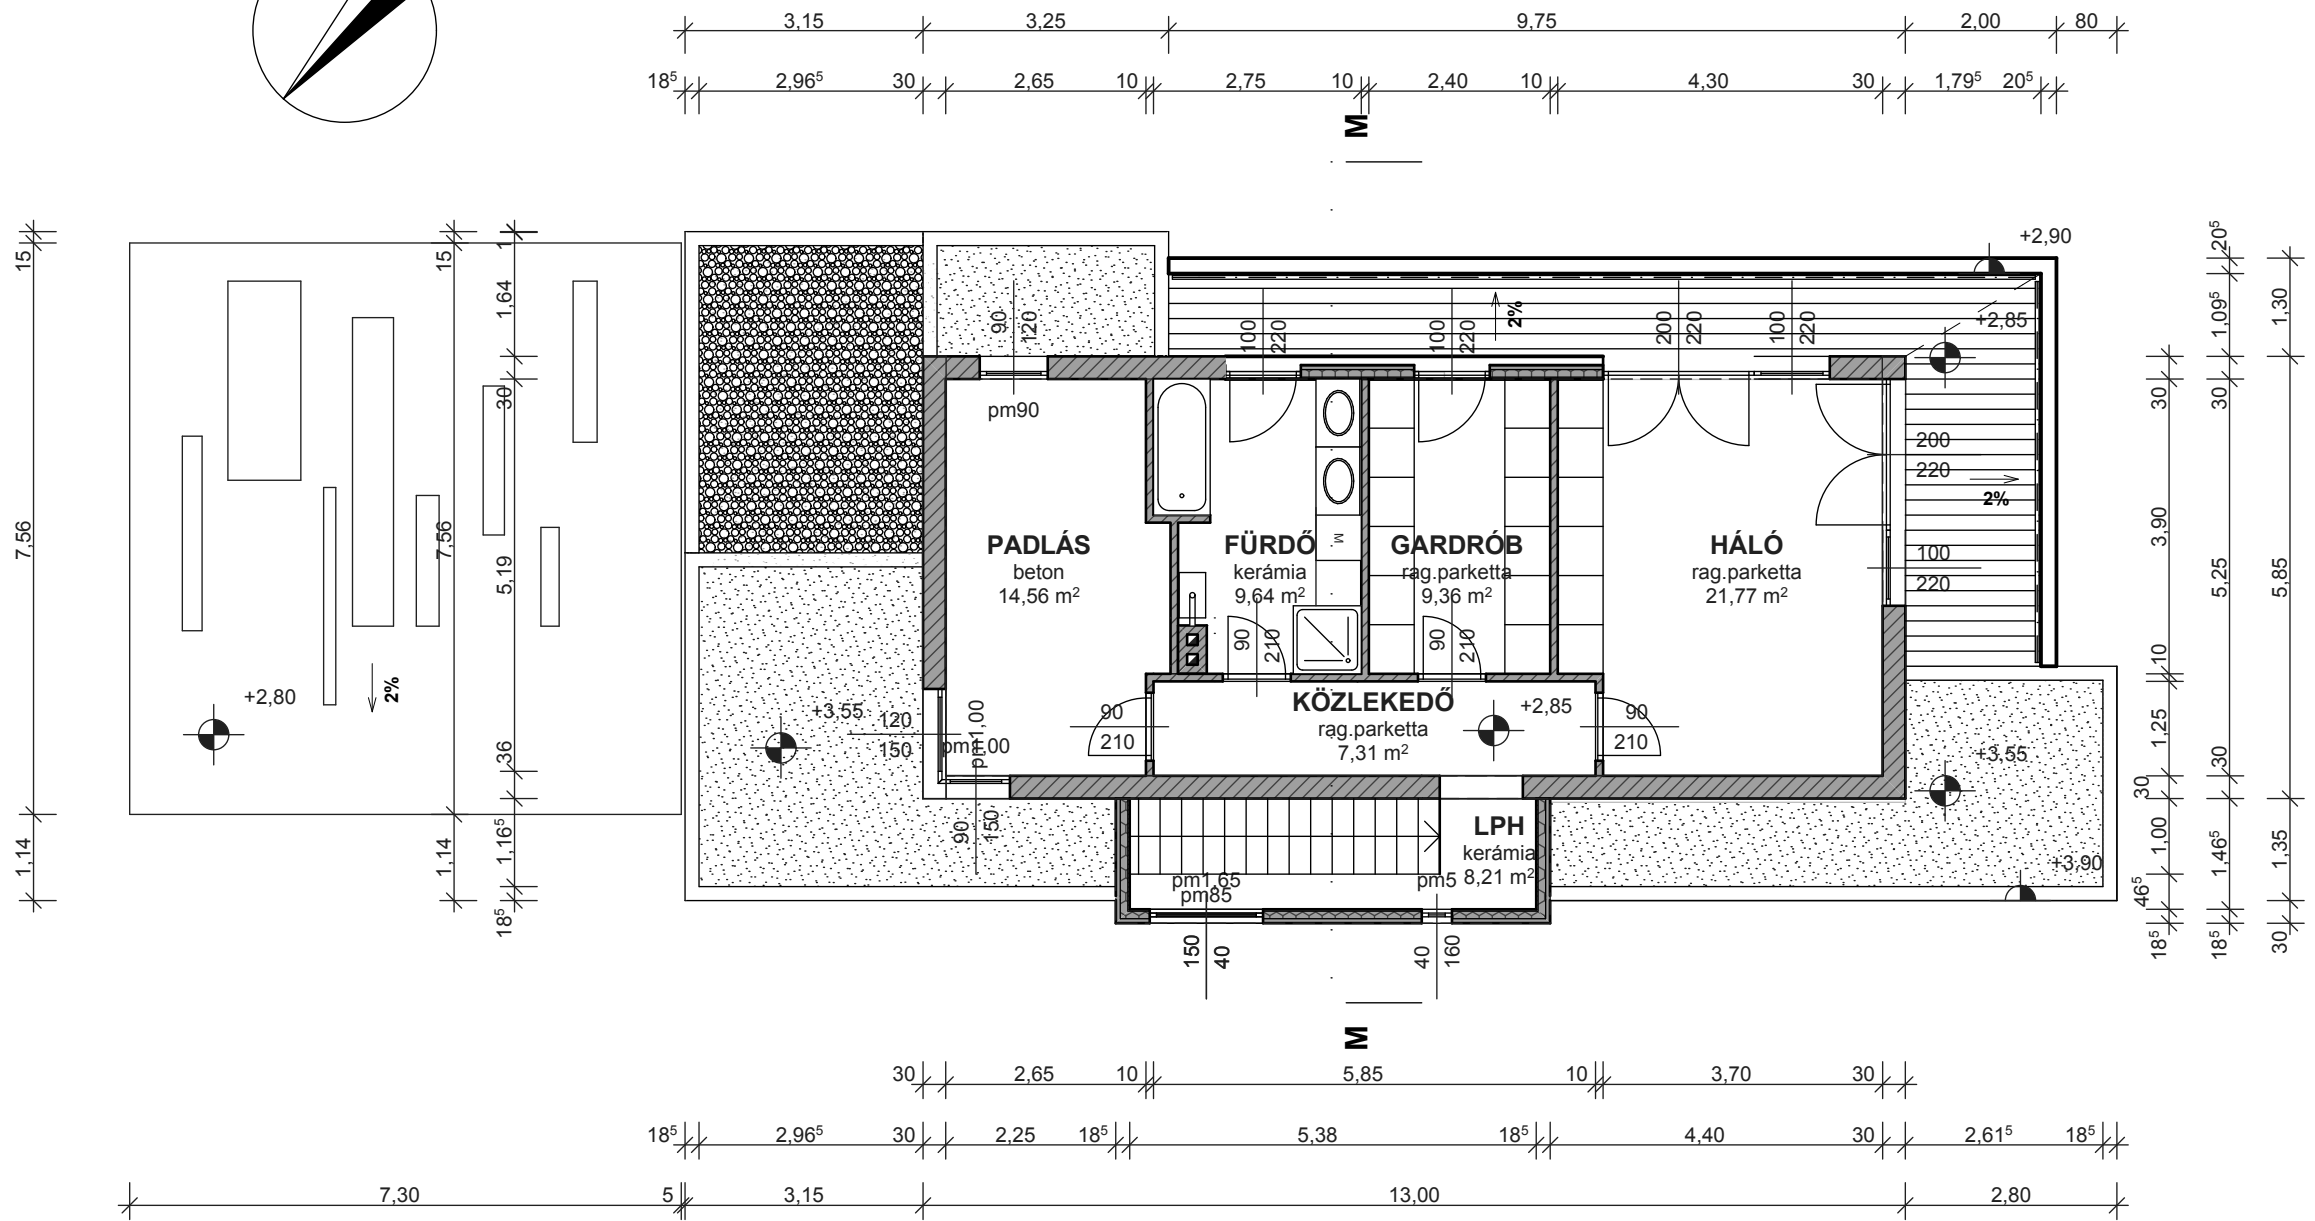 3,15 3,25 9,75 2,00 80
18⁵ 2,96⁵ 30 2,65 10 2,75 10 2,40 10 4,30 30 1,79⁵ 20⁵
M
+2,90
15
15
1
1,64
30
7,56
7,56
5,19
36
1,14
1,14
1,16⁵
18⁵
90
120
100
220
100
220
2%
200
220
100
220
+2,85
20⁵
1,09⁵
1,30
30
30
pm90
200
220
2%
100
220
3,90
5,25
5,85
PADLÁS
beton
14,56 m²
FÜRDŐ
kerámia
9,64 m²
M
GARDRÓB
rag.parketta
9,36 m²
HÁLÓ
rag.parketta
21,77 m²
90
210
90
210
+2,80
2%
+3,55
120
150
pm1,00
pm1,00
90
210
KÖZLEKEDŐ
rag.parketta
7,31 m²
+2,85
90
210
+3,55
10
1,25
30
30
90
150
LPH
kerámia
8,21 m²
pm1,65
pm85
pm5
+3,90
1,00
1,46⁵
1,35
46⁵
18⁵
18⁵
30
150
40
40
160
M
30 2,65 10 5,85 10 3,70 30
18⁵ 2,96⁵ 30 2,25 18⁵ 5,38 18⁵ 4,40 30 2,61⁵ 18⁵
7,30 5 3,15 13,00 2,80